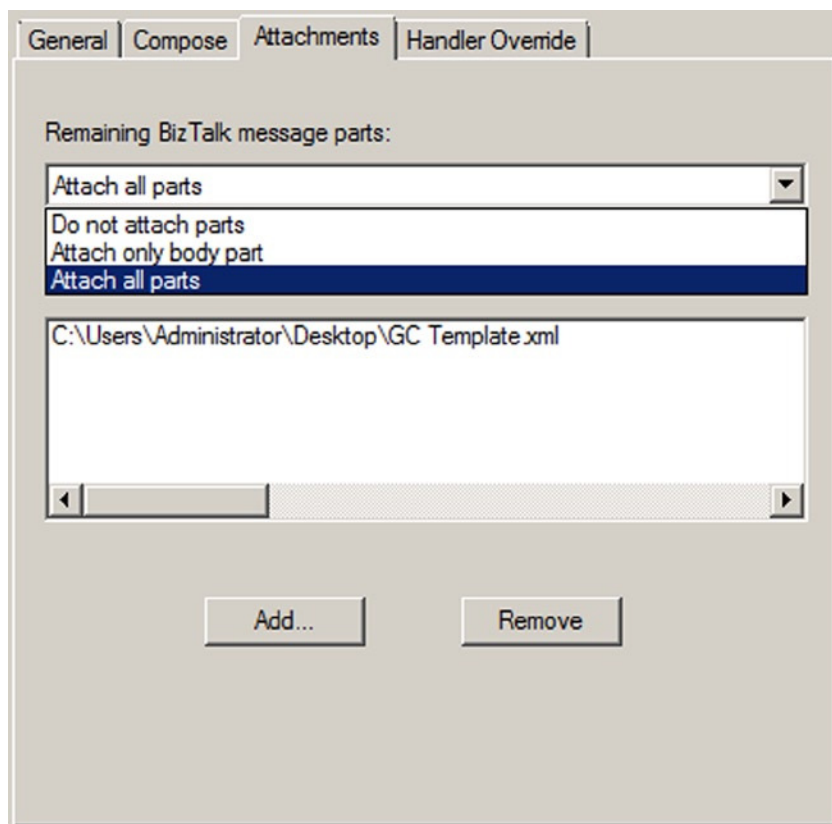 General Compose Attachments Handler Override
Remaining BizTalk message parts:
Attach all parts
Do not attach parts
Attach only body part
Attach all parts
C:\Users\Administrator\Desktop\GC Template.xml
Add... Remove